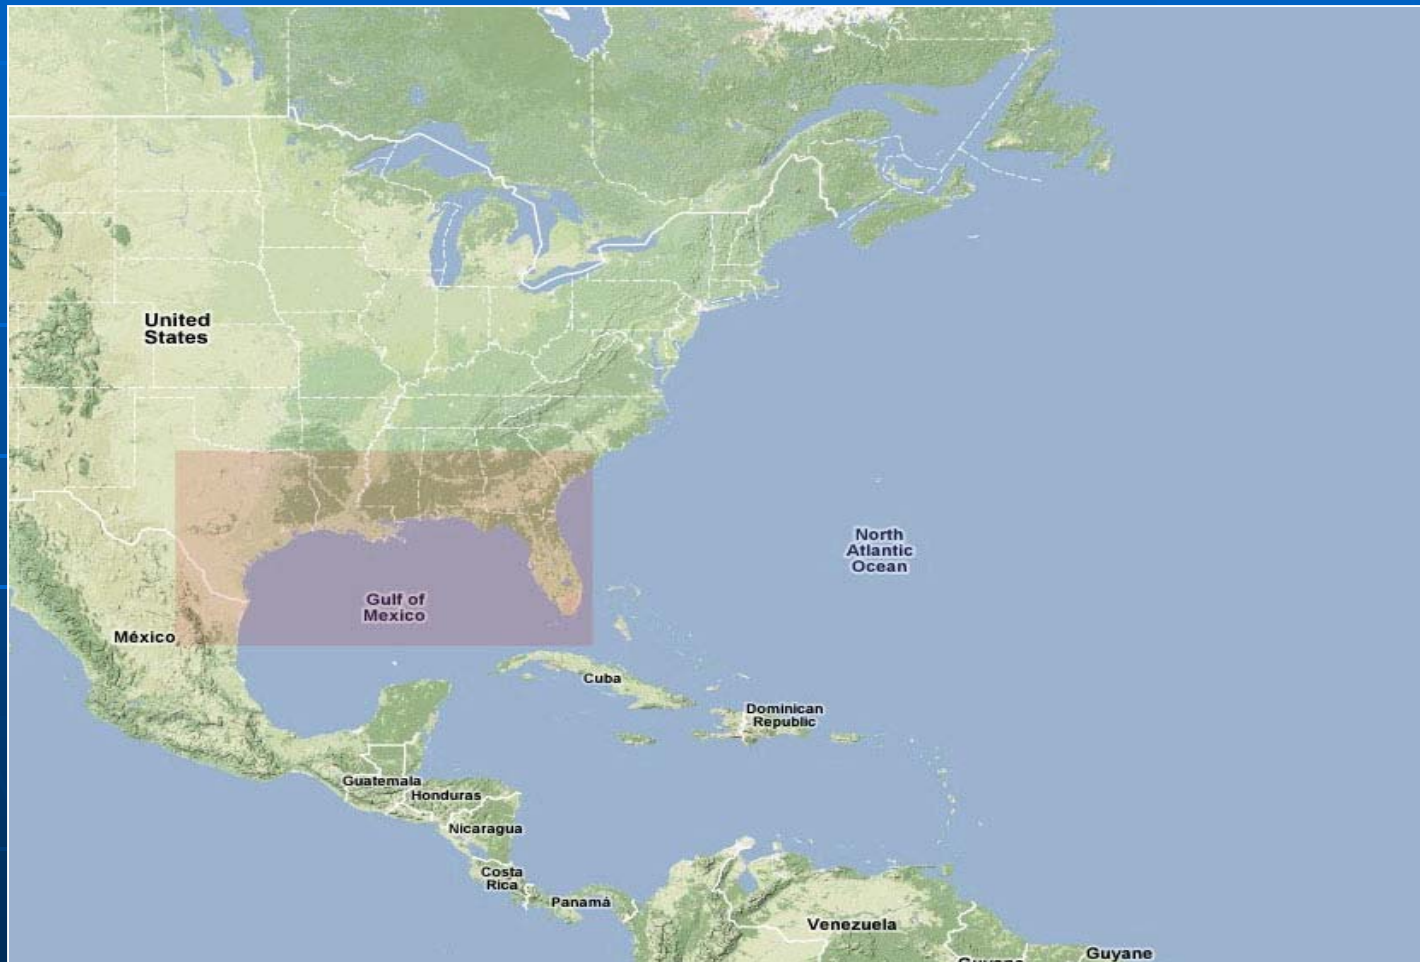 United
States
North
Atlantic
Ocean
Gulf of
Mexico
México
Cuba
Dominican
Republic
Guatemala
Honduras
Nicaragua
Costa
Rica
Panamá
Venezuela
Guyane